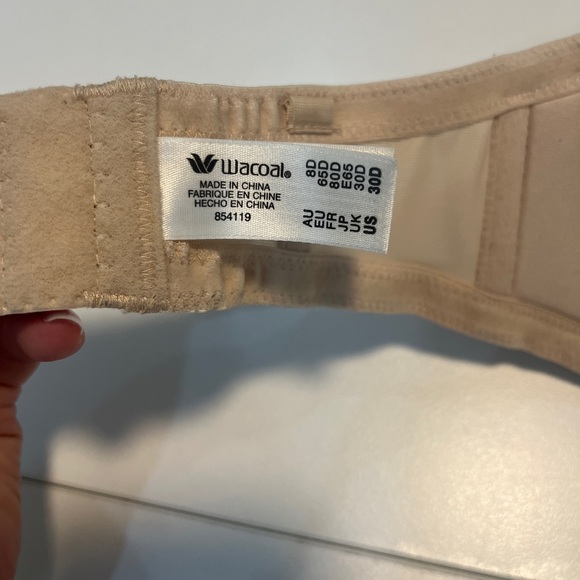 Wacoal®
MADE IN CHINA
FABRIQUE EN CHINE
HECHO EN CHINA
854119
AU 8D
EU 65D
FR 80D
JP E65
UK 30D
US 30D